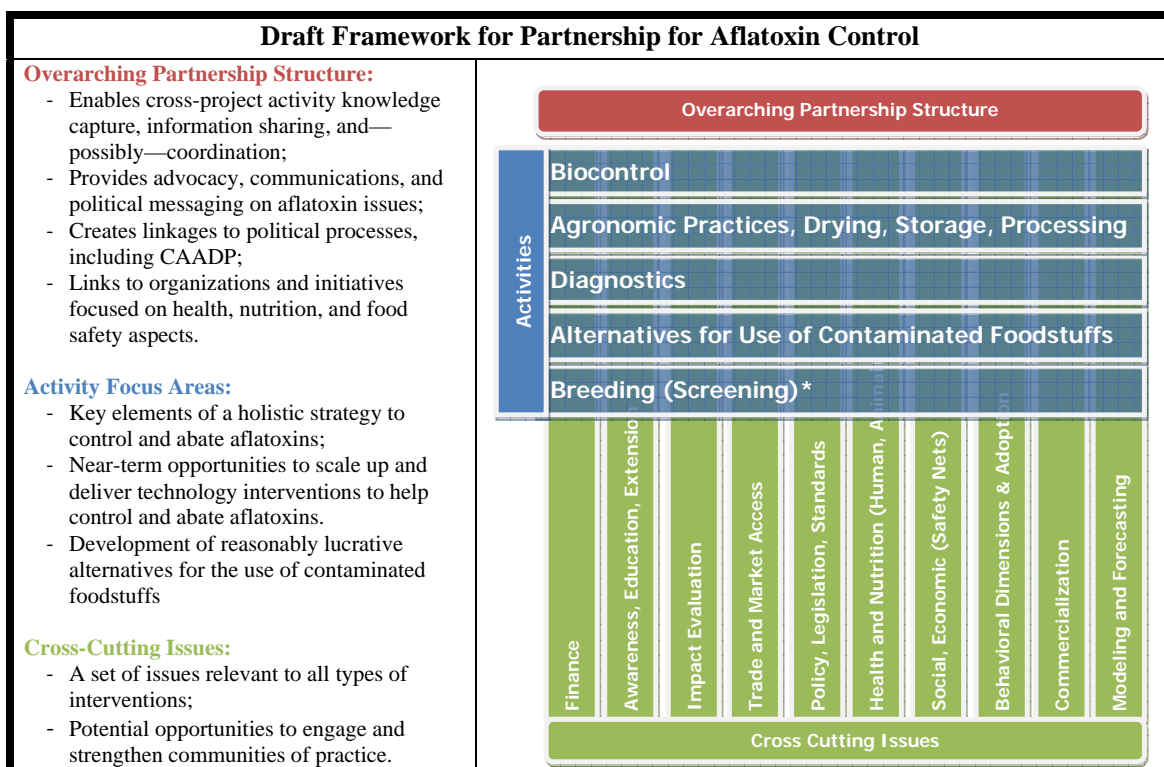 Draft Framework for Partnership for Aflatoxin Control
Overarching Partnership Structure:
- Enables cross-project activity knowledge
capture, information sharing, and—
possibly—coordination;
- Provides advocacy, communications, and
political messaging on aflatoxin issues;
- Creates linkages to political processes,
including CAADP;
- Links to organizations and initiatives
focused on health, nutrition, and food
safety aspects.
Activity Focus Areas:
- Key elements of a holistic strategy to
control and abate aflatoxins;
- Near-term opportunities to scale up and
deliver technology interventions to help
control and abate aflatoxins.
- Development of reasonably lucrative
alternatives for the use of contaminated
foodstuffs
Cross-Cutting Issues:
- A set of issues relevant to all types of
interventions;
- Potential opportunities to engage and
strengthen communities of practice.
Overarching Partnership Structure
Activities
Biocontrol
Agronomic Practices, Drying, Storage, Processing
Diagnostics
Alternatives for Use of Contaminated Foodstuffs
Breeding (Screening)*
Finance
Awareness, Education, Extension
Impact Evaluation
Trade and Market Access
Policy, Legislation, Standards
Health and Nutrition (Human, Animal
Social, Economic (Safety Nets)
Behavioral Dimensions & Adoption
Commercialization
Modeling and Forecasting
Cross Cutting Issues